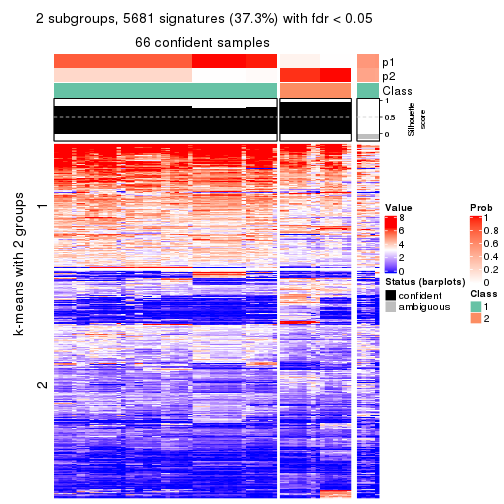 2 subgroups, 5681 signatures (37.3%) with fdr < 0.05
66 confident samples
p1
p2
Class
1
0.5
0
Silhouette
score
k-means with 2 groups
1
2
Value
8
6
4
2
0
Status (barplots)
confident
ambiguous
Prob
1
0.8
0.6
0.4
0.2
0
Class
1
2